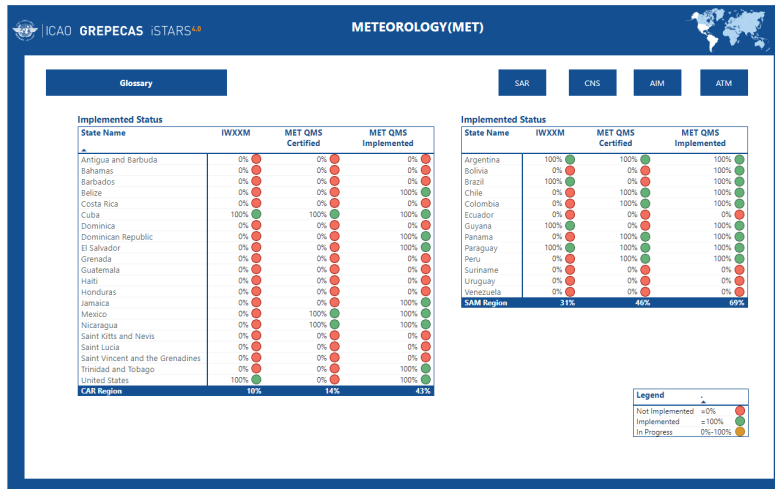 METEOROLOGY(MET)
ICAO GREPECAS iSTARS4.0
Glossary
SAR CNS AIM ATM
Implemented Status
State Name IWXXM MET QMS Certified MET QMS Implemented
Antigua and Barbuda 0% 0% 0%
Bahamas 0% 0% 0%
Barbados 0% 0% 0%
Belize 0% 0% 100%
Costa Rica 0% 0% 0%
Cuba 100% 100% 100%
Dominica 0% 0% 0%
Dominican Republic 0% 0% 100%
El Salvador 0% 0% 100%
Grenada 0% 0% 0%
Guatemala 0% 0% 0%
Haiti 0% 0% 0%
Honduras 0% 0% 0%
Jamaica 0% 0% 100%
Mexico 0% 100% 100%
Nicaragua 0% 100% 100%
Saint Kitts and Nevis 0% 0% 0%
Saint Lucia 0% 0% 0%
Saint Vincent and the Grenadines 0% 0% 0%
Trinidad and Tobago 0% 0% 100%
United States 100% 0% 100%
CAR Region 10% 14% 43%
Implemented Status
State Name IWXXM MET QMS Certified MET QMS Implemented
Argentina 100% 100% 100%
Bolivia 0% 0% 100%
Brazil 100% 0% 100%
Chile 0% 100% 100%
Colombia 0% 100% 100%
Ecuador 0% 0% 0%
Guyana 100% 0% 100%
Panama 0% 100% 100%
Paraguay 100% 100% 100%
Peru 0% 100% 100%
Suriname 0% 0% 0%
Uruguay 0% 0% 0%
Venezuela 0% 0% 0%
SAM Region 31% 46% 69%
Legend .
Not Implemented =0%
Implemented =100%
In Progress 0%-100%